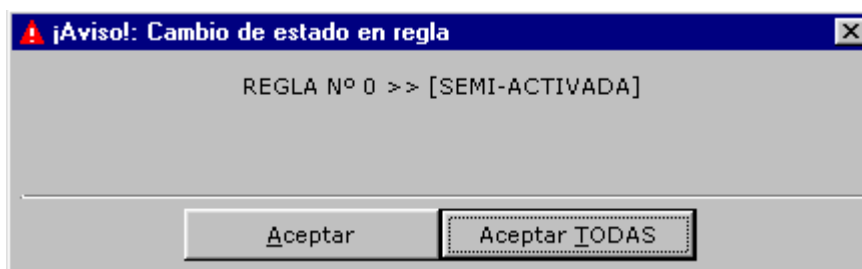 ¡Aviso!: Cambio de estado en regla
REGLA Nº 0 >> [SEMI-ACTIVADA]
Aceptar Aceptar TODAS